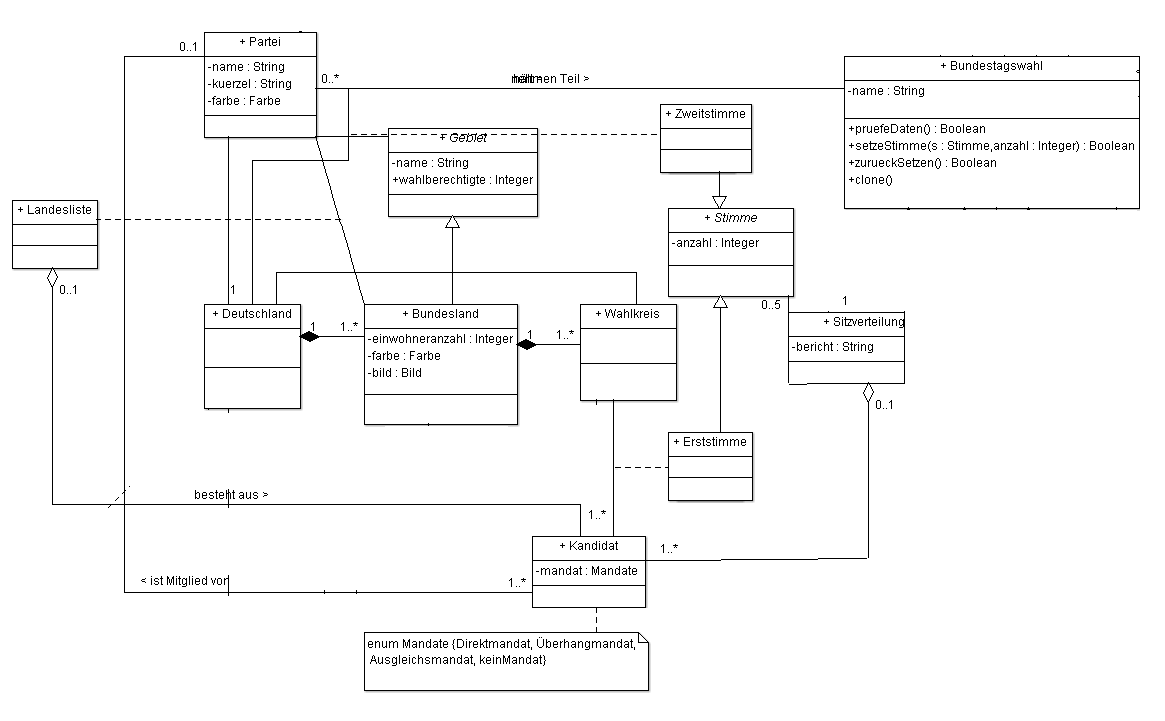 + Partei
-name : String
-kuerzel : String
-farbe : Farbe
0..1
0..*
nehmen Teil >
+ Bundestagswahl
-name : String
+pruefeDaten() : Boolean
+setzeStimme(s : Stimme,anzahl : Integer) : Boolean
+zurueckSetzen() : Boolean
+clone()
+ Zweitstimme
+ Gebiet
-name : String
+wahlberechtigte : Integer
+ Landesliste
0..1
+ Stimme
-anzahl : Integer
0..5
1
1
+ Deutschland
1
1..*
+ Bundesland
-einwohneranzahl : Integer
-farbe : Farbe
-bild : Bild
1
1..*
+ Wahlkreis
+ Sitzverteilung
-bericht : String
0..1
+ Erststimme
besteht aus >
1..*
+ Kandidat
-mandat : Mandate
1..*
< ist Mitglied von
1..*
enum Mandate {Direktmandat, Überhangmandat,
Ausgleichsmandat, keinMandat}